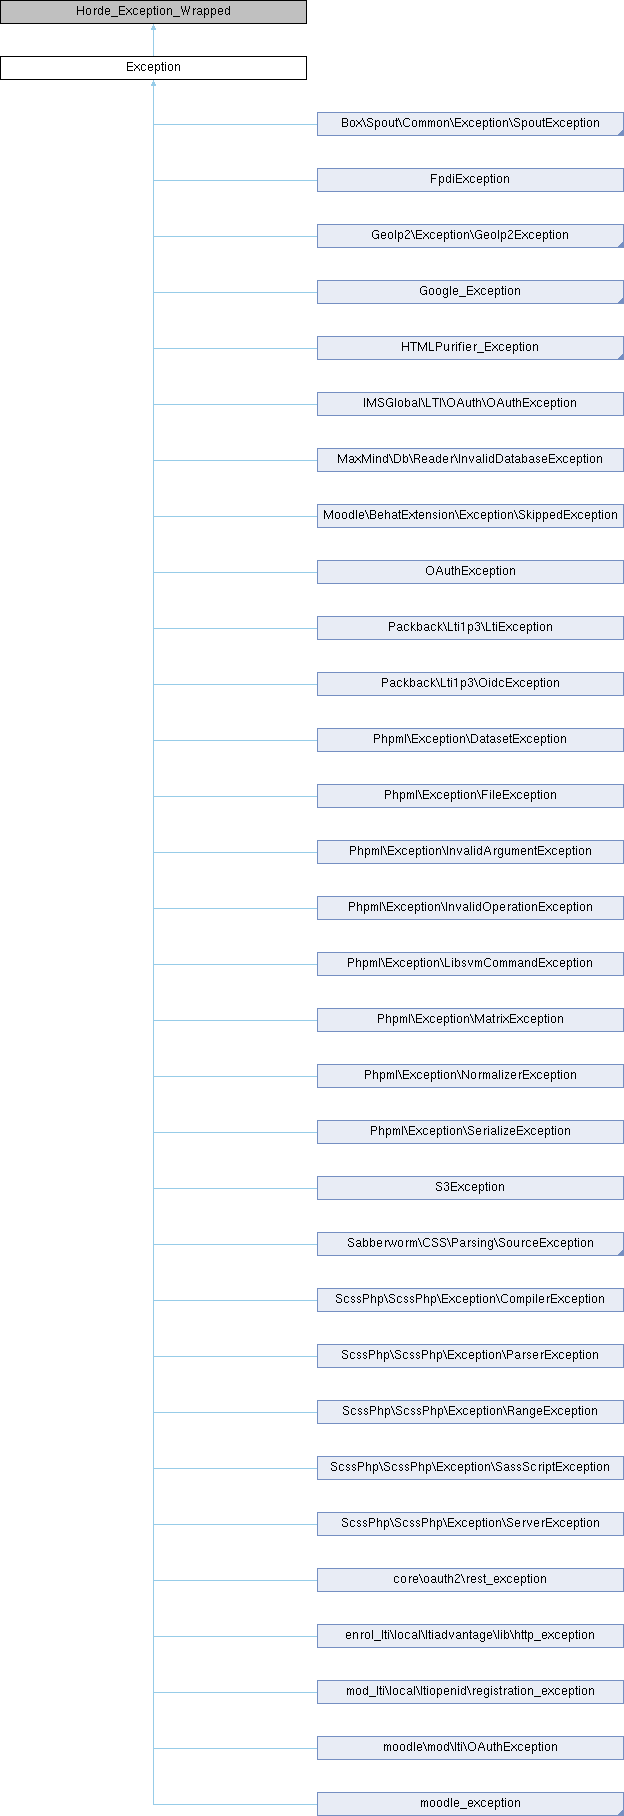 Horde_Exception_Wrapped
Exception
Box\Spout\Common\Exception\SpoutException
FpdiException
GeoIp2\Exception\GeoIp2Exception
Google_Exception
HTMLPurifier_Exception
IMSGlobal\LTI\OAuth\OAuthException
MaxMind\Db\Reader\InvalidDatabaseException
Moodle\BehatExtension\Exception\SkippedException
OAuthException
Packback\Lti1p3\LtiException
Packback\Lti1p3\OidcException
Phpml\Exception\DatasetException
Phpml\Exception\FileException
Phpml\Exception\InvalidArgumentException
Phpml\Exception\InvalidOperationException
Phpml\Exception\LibsvmCommandException
Phpml\Exception\MatrixException
Phpml\Exception\NormalizerException
Phpml\Exception\SerializeException
S3Exception
Sabberworm\CSS\Parsing\SourceException
ScssPhp\ScssPhp\Exception\CompilerException
ScssPhp\ScssPhp\Exception\ParserException
ScssPhp\ScssPhp\Exception\RangeException
ScssPhp\ScssPhp\Exception\SassScriptException
ScssPhp\ScssPhp\Exception\ServerException
core\oauth2\rest_exception
enrol_lti\local\ltiadvantage\lib\http_exception
mod_lti\local\ltiopenid\registration_exception
moodle\mod\lti\OAuthException
moodle_exception